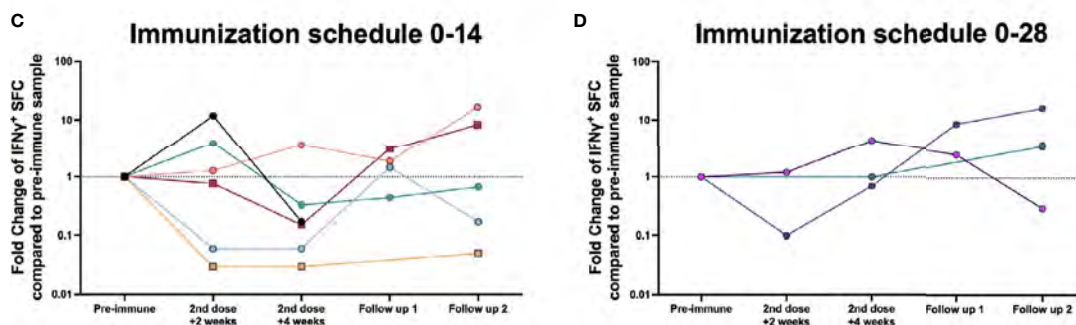 C
Immunization schedule 0-14
Fold Change of IFNγ⁺ SFC
compared to pre-immune sample
100
10
1
0.1
0.01
Pre-immune
2nd dose
+2 weeks
2nd dose
+4 weeks
Follow up 1
Follow up 2
D
Immunization schedule 0-28
Fold Change of IFNγ⁺ SFC
compared to pre-immune sample
100
10
1
0.1
0.01
Pre-immune
2nd dose
+2 weeks
2nd dose
+4 weeks
Follow up 1
Follow up 2